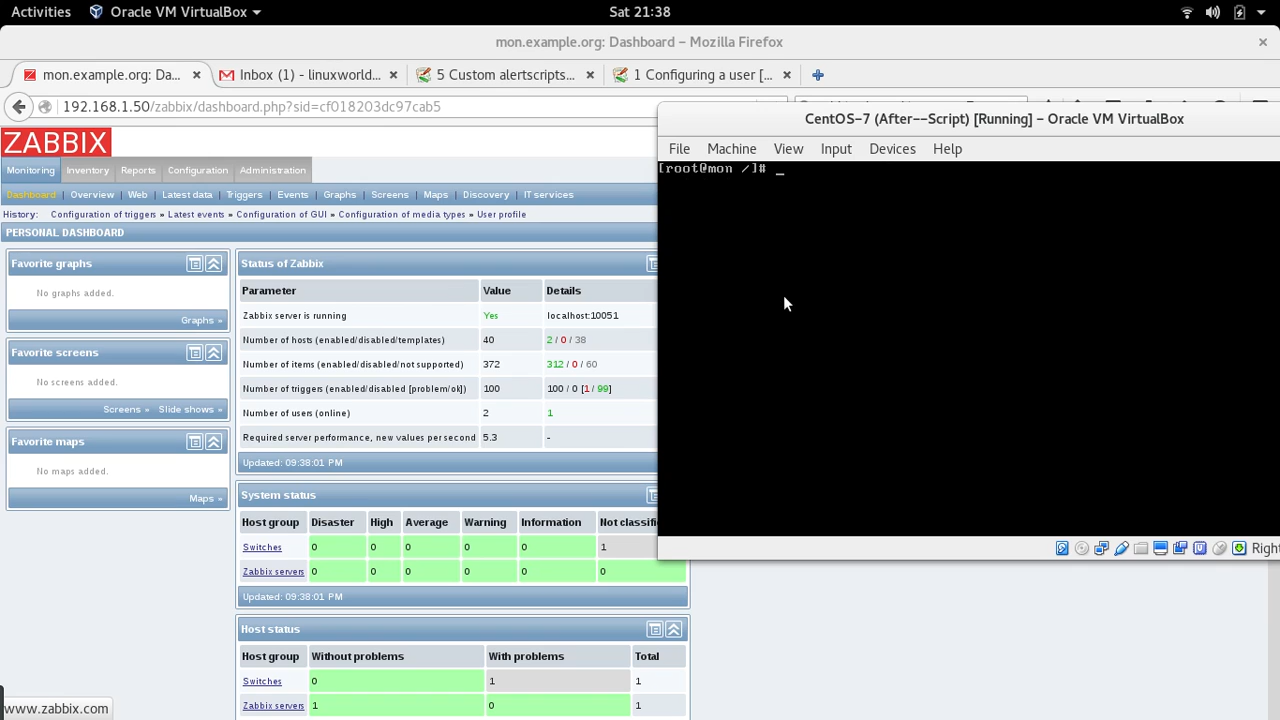 Activities Oracle VM VirtualBox Sat 21:38
mon.example.org: Dashboard – Mozilla Firefox
mon.example.org: Da... Inbox (1) - linuxworld... 5 Custom alertscripts... 1 Configuring a user [...
192.168.1.50/zabbix/dashboard.php?sid=cf018203dc97cab5
CentOS-7 (After--Script) [Running] – Oracle VM VirtualBox
File Machine View Input Devices Help
[root@mon /]# _
Right
ZABBIX
Monitoring Inventory Reports Configuration Administration
Dashboard Overview Web Latest data Triggers Events Graphs Screens Maps Discovery IT services
History: Configuration of triggers » Latest events » Configuration of GUI » Configuration of media types » User profile
PERSONAL DASHBOARD
Favorite graphs
No graphs added.
Graphs »
Favorite screens
No screens added.
Screens » Slide shows »
Favorite maps
No maps added.
Maps »
Status of Zabbix
Parameter Value Details
Zabbix server is running Yes localhost:10051
Number of hosts (enabled/disabled/templates) 40 2 / 0 / 38
Number of items (enabled/disabled/not supported) 372 312 / 0 / 60
Number of triggers (enabled/disabled [problem/ok]) 100 100 / 0 [1 / 99]
Number of users (online) 2 1
Required server performance, new values per second 5.3 -
Updated: 09:38:01 PM
System status
Host group Disaster High Average Warning Information Not classifi
Switches 0 0 0 0 0 1
Zabbix servers 0 0 0 0 0 0
Updated: 09:38:01 PM
Host status
Host group Without problems With problems Total
Switches 0 1 1
Zabbix servers 1 0 1
www.zabbix.com